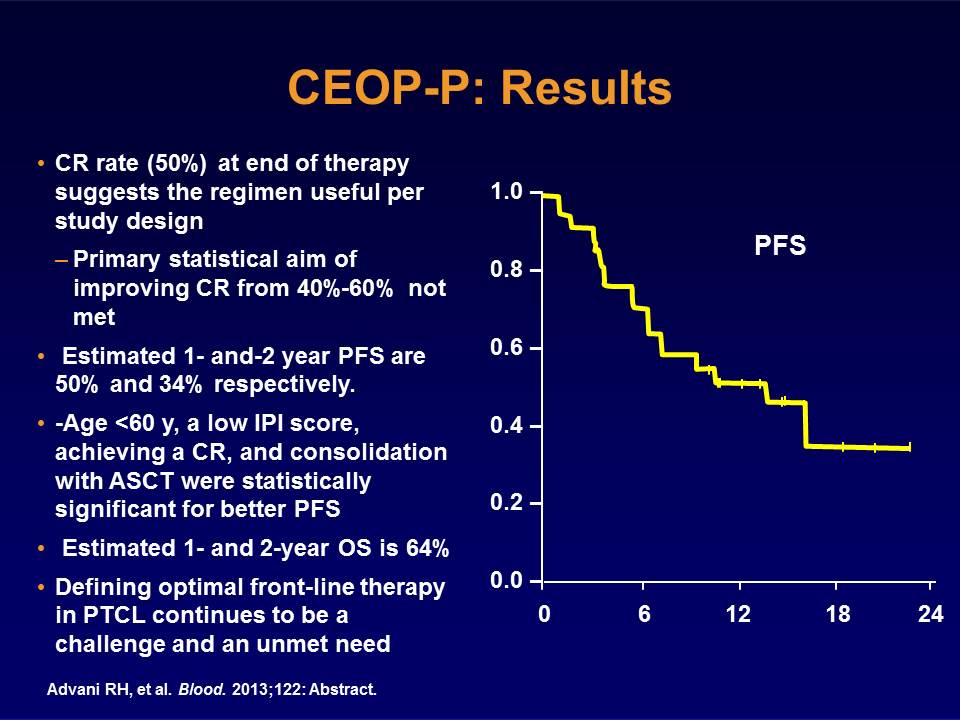 CEOP-P: Results
• CR rate (50%) at end of therapy
suggests the regimen useful per
study design
– Primary statistical aim of
improving CR from 40%-60% not
met
• Estimated 1- and-2 year PFS are
50% and 34% respectively.
• -Age <60 y, a low IPI score,
achieving a CR, and consolidation
with ASCT were statistically
significant for better PFS
• Estimated 1- and 2-year OS is 64%
• Defining optimal front-line therapy
in PTCL continues to be a
challenge and an unmet need
1.0
0.8
0.6
0.4
0.2
0.0
PFS
0 6 12 18 24
Advani RH, et al. Blood. 2013;122: Abstract.